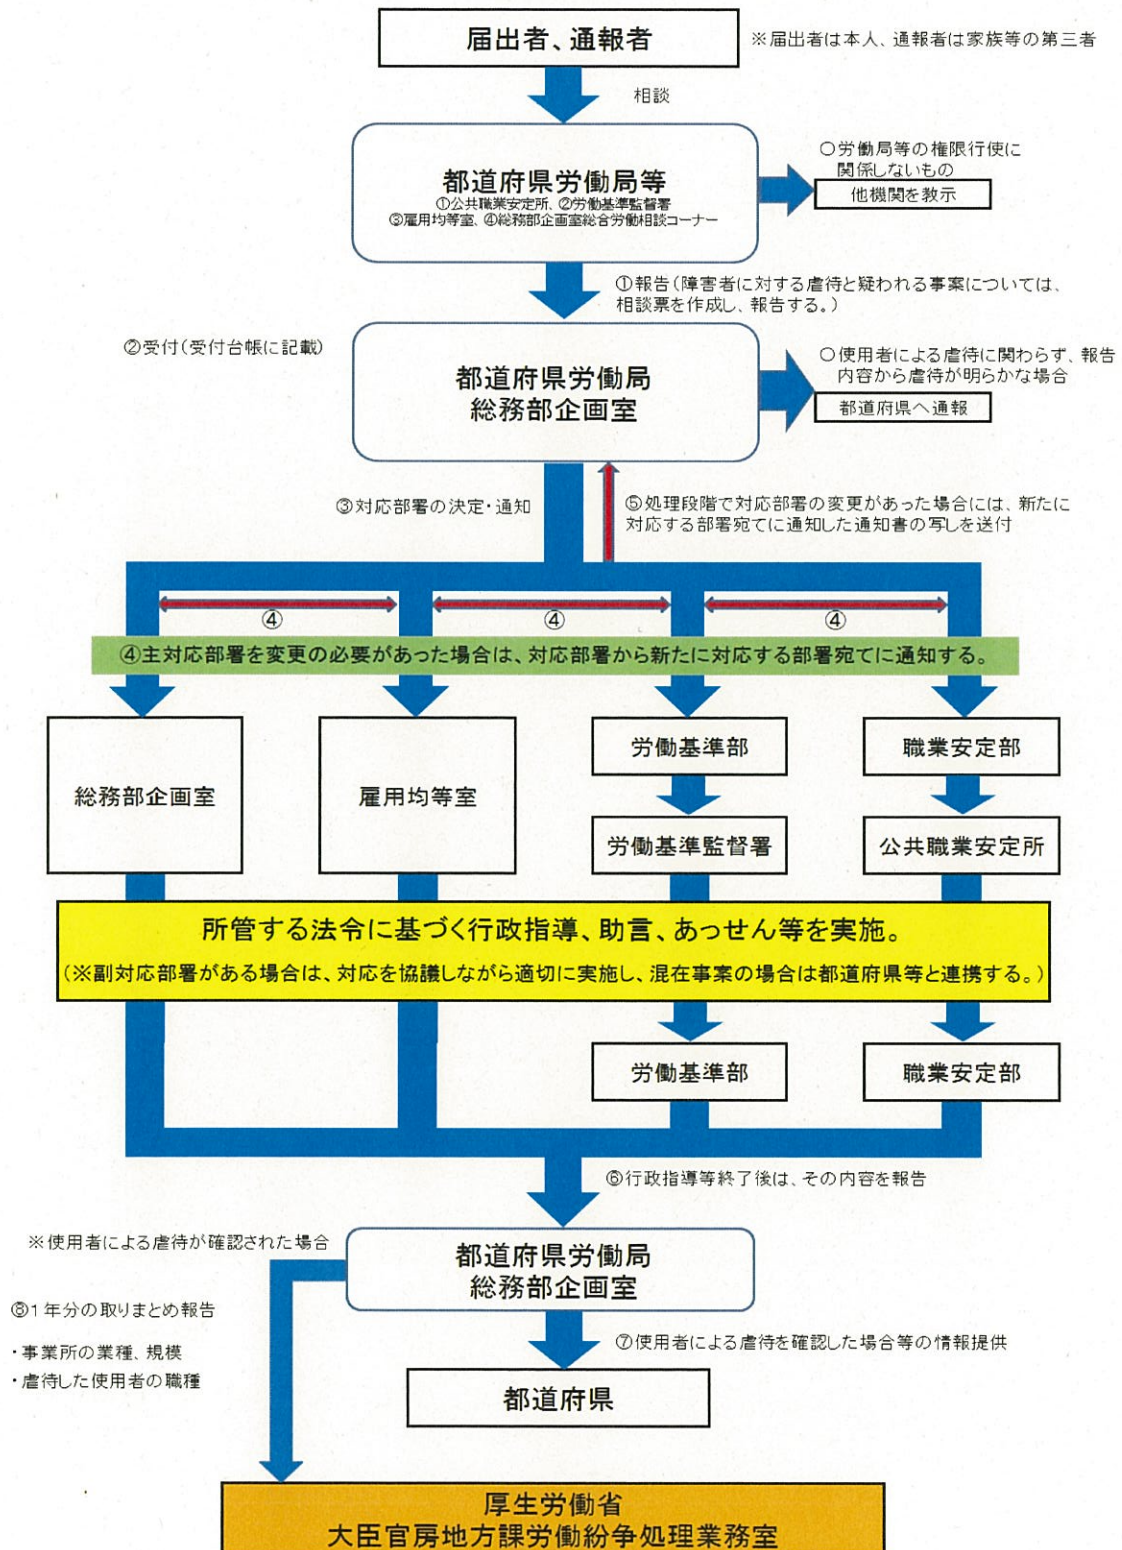 届出者、通報者
※届出者は本人、通報者は家族等の第三者
相談
都道府県労働局等
①公共職業安定所、②労働基準監督署
③雇用均等室、④総務部企画室総合労働相談コーナー
○労働局等の権限行使に
関係しないもの
他機関を教示
①報告(障害者に対する虐待と疑われる事案については、
相談票を作成し、報告する。)
②受付(受付台帳に記載)
都道府県労働局
総務部企画室
○使用者による虐待に関わらず、報告
内容から虐待が明らかな場合
都道府県へ通報
③対応部署の決定・通知
⑤処理段階で対応部署の変更があった場合には、新たに
対応する部署宛てに通知した通知書の写しを送付
④
④
④
④主対応部署を変更の必要があった場合は、対応部署から新たに対応する部署宛てに通知する。
総務部企画室
雇用均等室
労働基準部
職業安定部
労働基準監督署
公共職業安定所
所管する法令に基づく行政指導、助言、あっせん等を実施。
(※副対応部署がある場合は、対応を協議しながら適切に実施し、混在事案の場合は都道府県等と連携する。)
労働基準部
職業安定部
⑥行政指導等終了後は、その内容を報告
※使用者による虐待が確認された場合
都道府県労働局
総務部企画室
⑧1年分の取りまとめ報告
・事業所の業種、規模
・虐待した使用者の職種
⑦使用者による虐待を確認した場合等の情報提供
都道府県
厚生労働省
大臣官房地方課労働紛争処理業務室